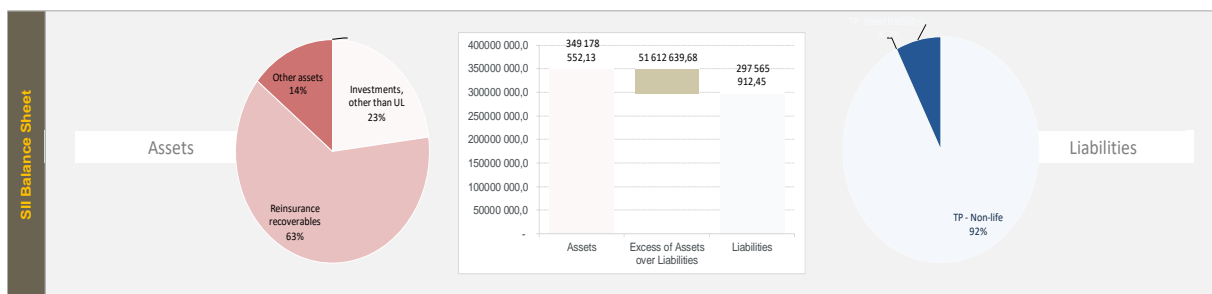 SII Balance Sheet
Assets
Other assets
14%
Investments,
other than UL
23%
Reinsurance
recoverables
63%
400000 000,0
350000 000,0
300000 000,0
250000 000,0
200000 000,0
150000 000,0
100000 000,0
50000 000,0
-
349 178
552,13
51 612 639,68
297 565
912,45
Assets
Excess of Assets
over Liabilities
Liabilities
TP - Non-life
92%
Liabilities